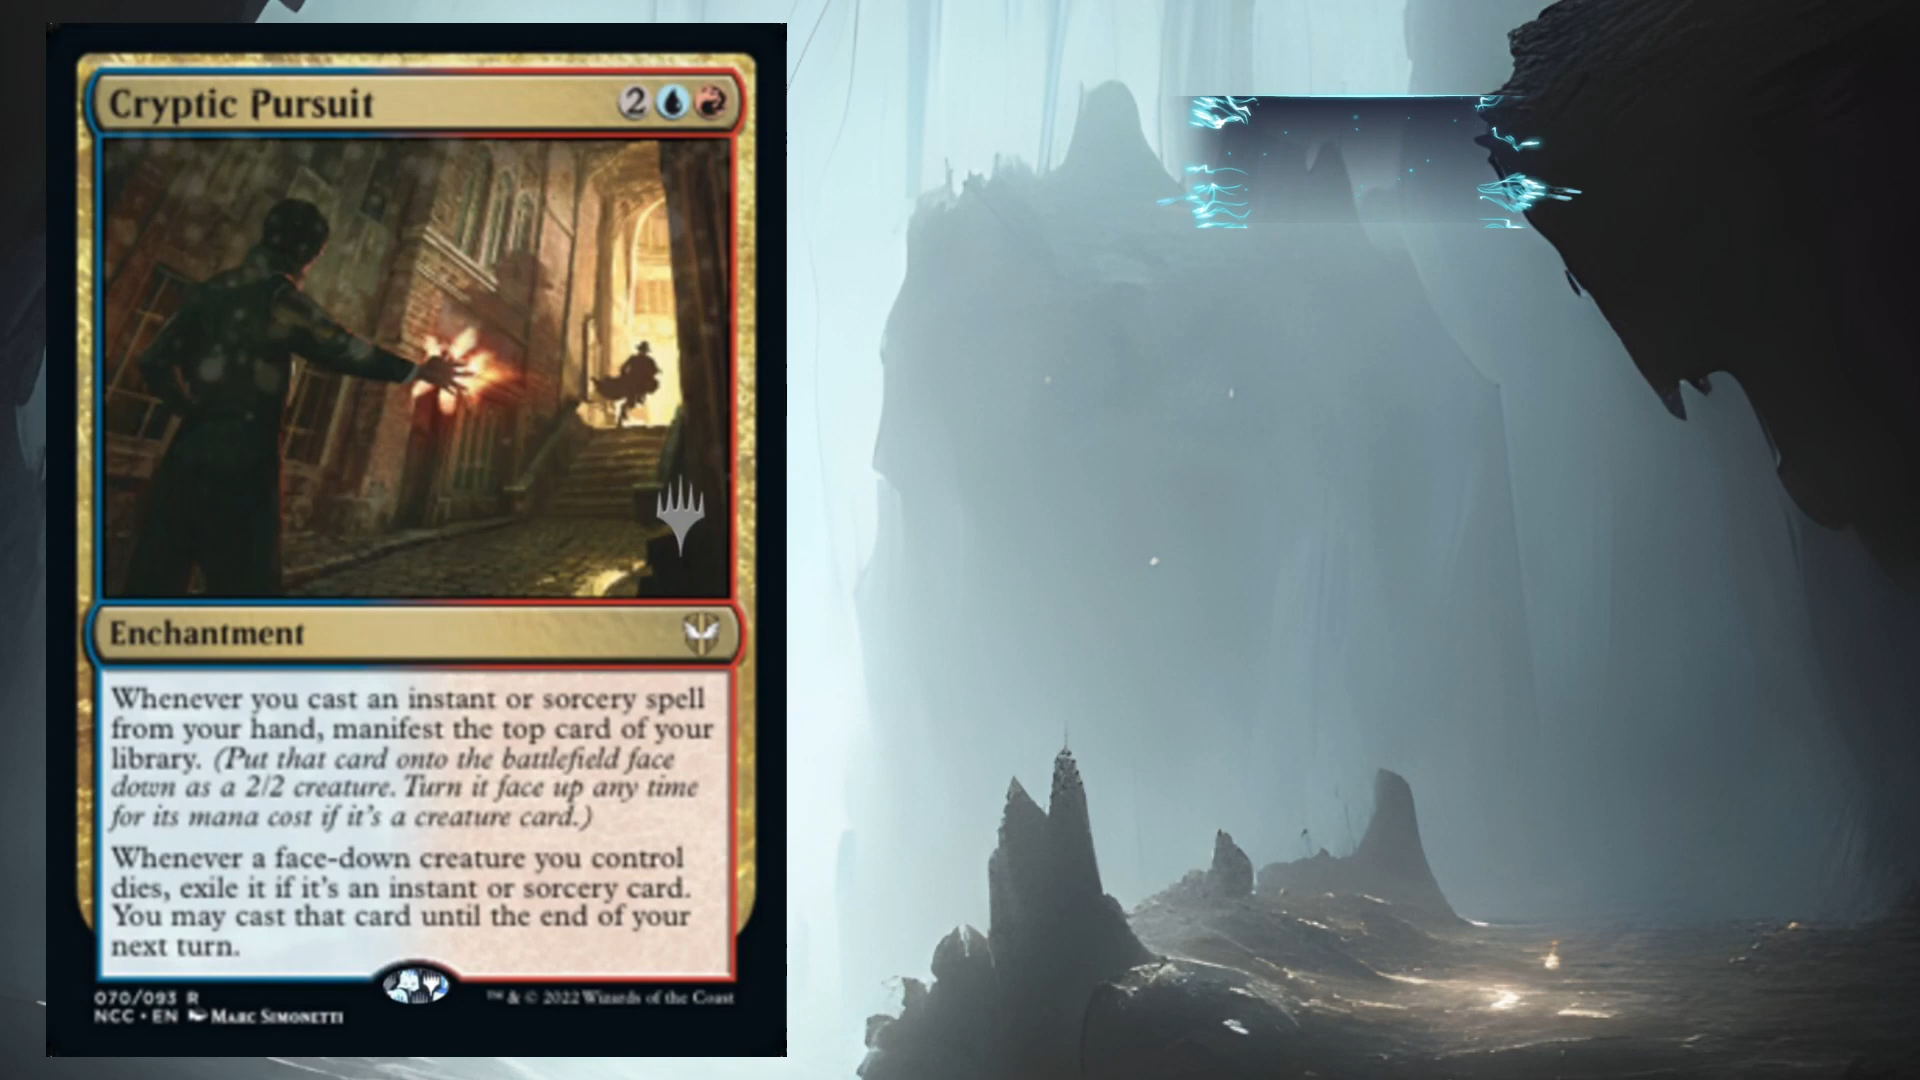 Cryptic Pursuit
2
Enchantment
Whenever you cast an instant or sorcery spell
from your hand, manifest the top card of your
library. (Put that card onto the battlefield face
down as a 2/2 creature. Turn it face up any time
for its mana cost if it's a creature card.)
Whenever a face-down creature you control
dies, exile it if it's an instant or sorcery card.
You may cast that card until the end of your
next turn.
070/093 R
™ & © 2022 Wizards of the Coast
NCC • EN Marc Simonetti